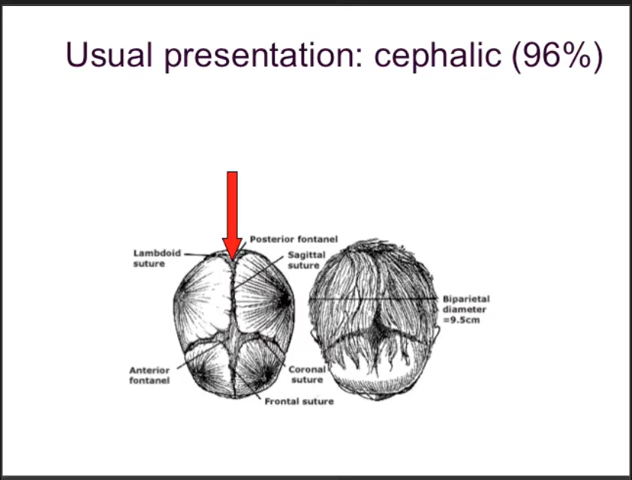 Usual presentation: cephalic (96%)
Posterior fontanel
Lambdoid
suture
Sagittal
suture
Biparietal
diameter
=9.5cm
Anterior
fontanel
Coronal
suture
Frontal suture